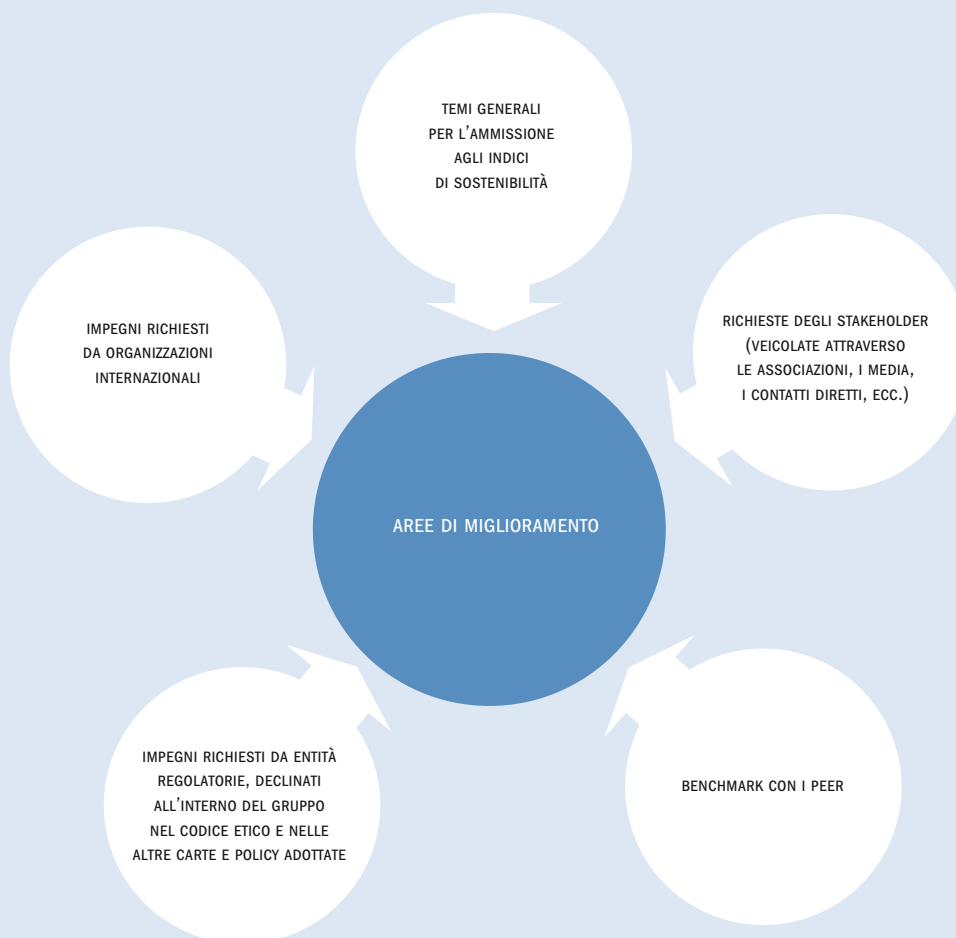 TEMI GENERALI
PER L'AMMISSIONE
AGLI INDICI
DI SOSTENIBILITÀ
IMPEGNI RICHIESTI
DA ORGANIZZAZIONI
INTERNAZIONALI
RICHIESTE DEGLI STAKEHOLDER
(VEICOLATE ATTRAVERSO
LE ASSOCIAZIONI, I MEDIA,
I CONTATTI DIRETTI, ECC.)
AREE DI MIGLIORAMENTO
IMPEGNI RICHIESTI DA ENTITÀ
REGOLATORIE, DECLINATI
ALL'INTERNO DEL GRUPPO
NEL CODICE ETICO E NELLE
ALTRE CARTE E POLICY ADOTTATE
BENCHMARK CON I PEER